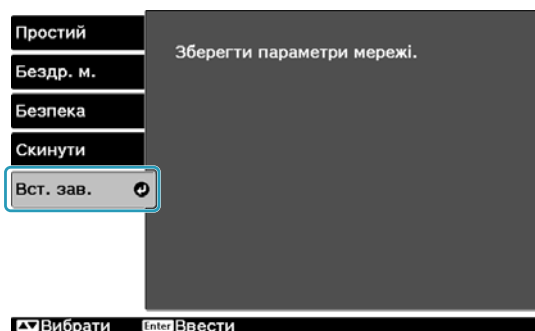 Простий
Зберегти параметри мережі.
Бездр. м.
Безпека
Скинути
Вст. зав.
Вибрати Enter Ввести